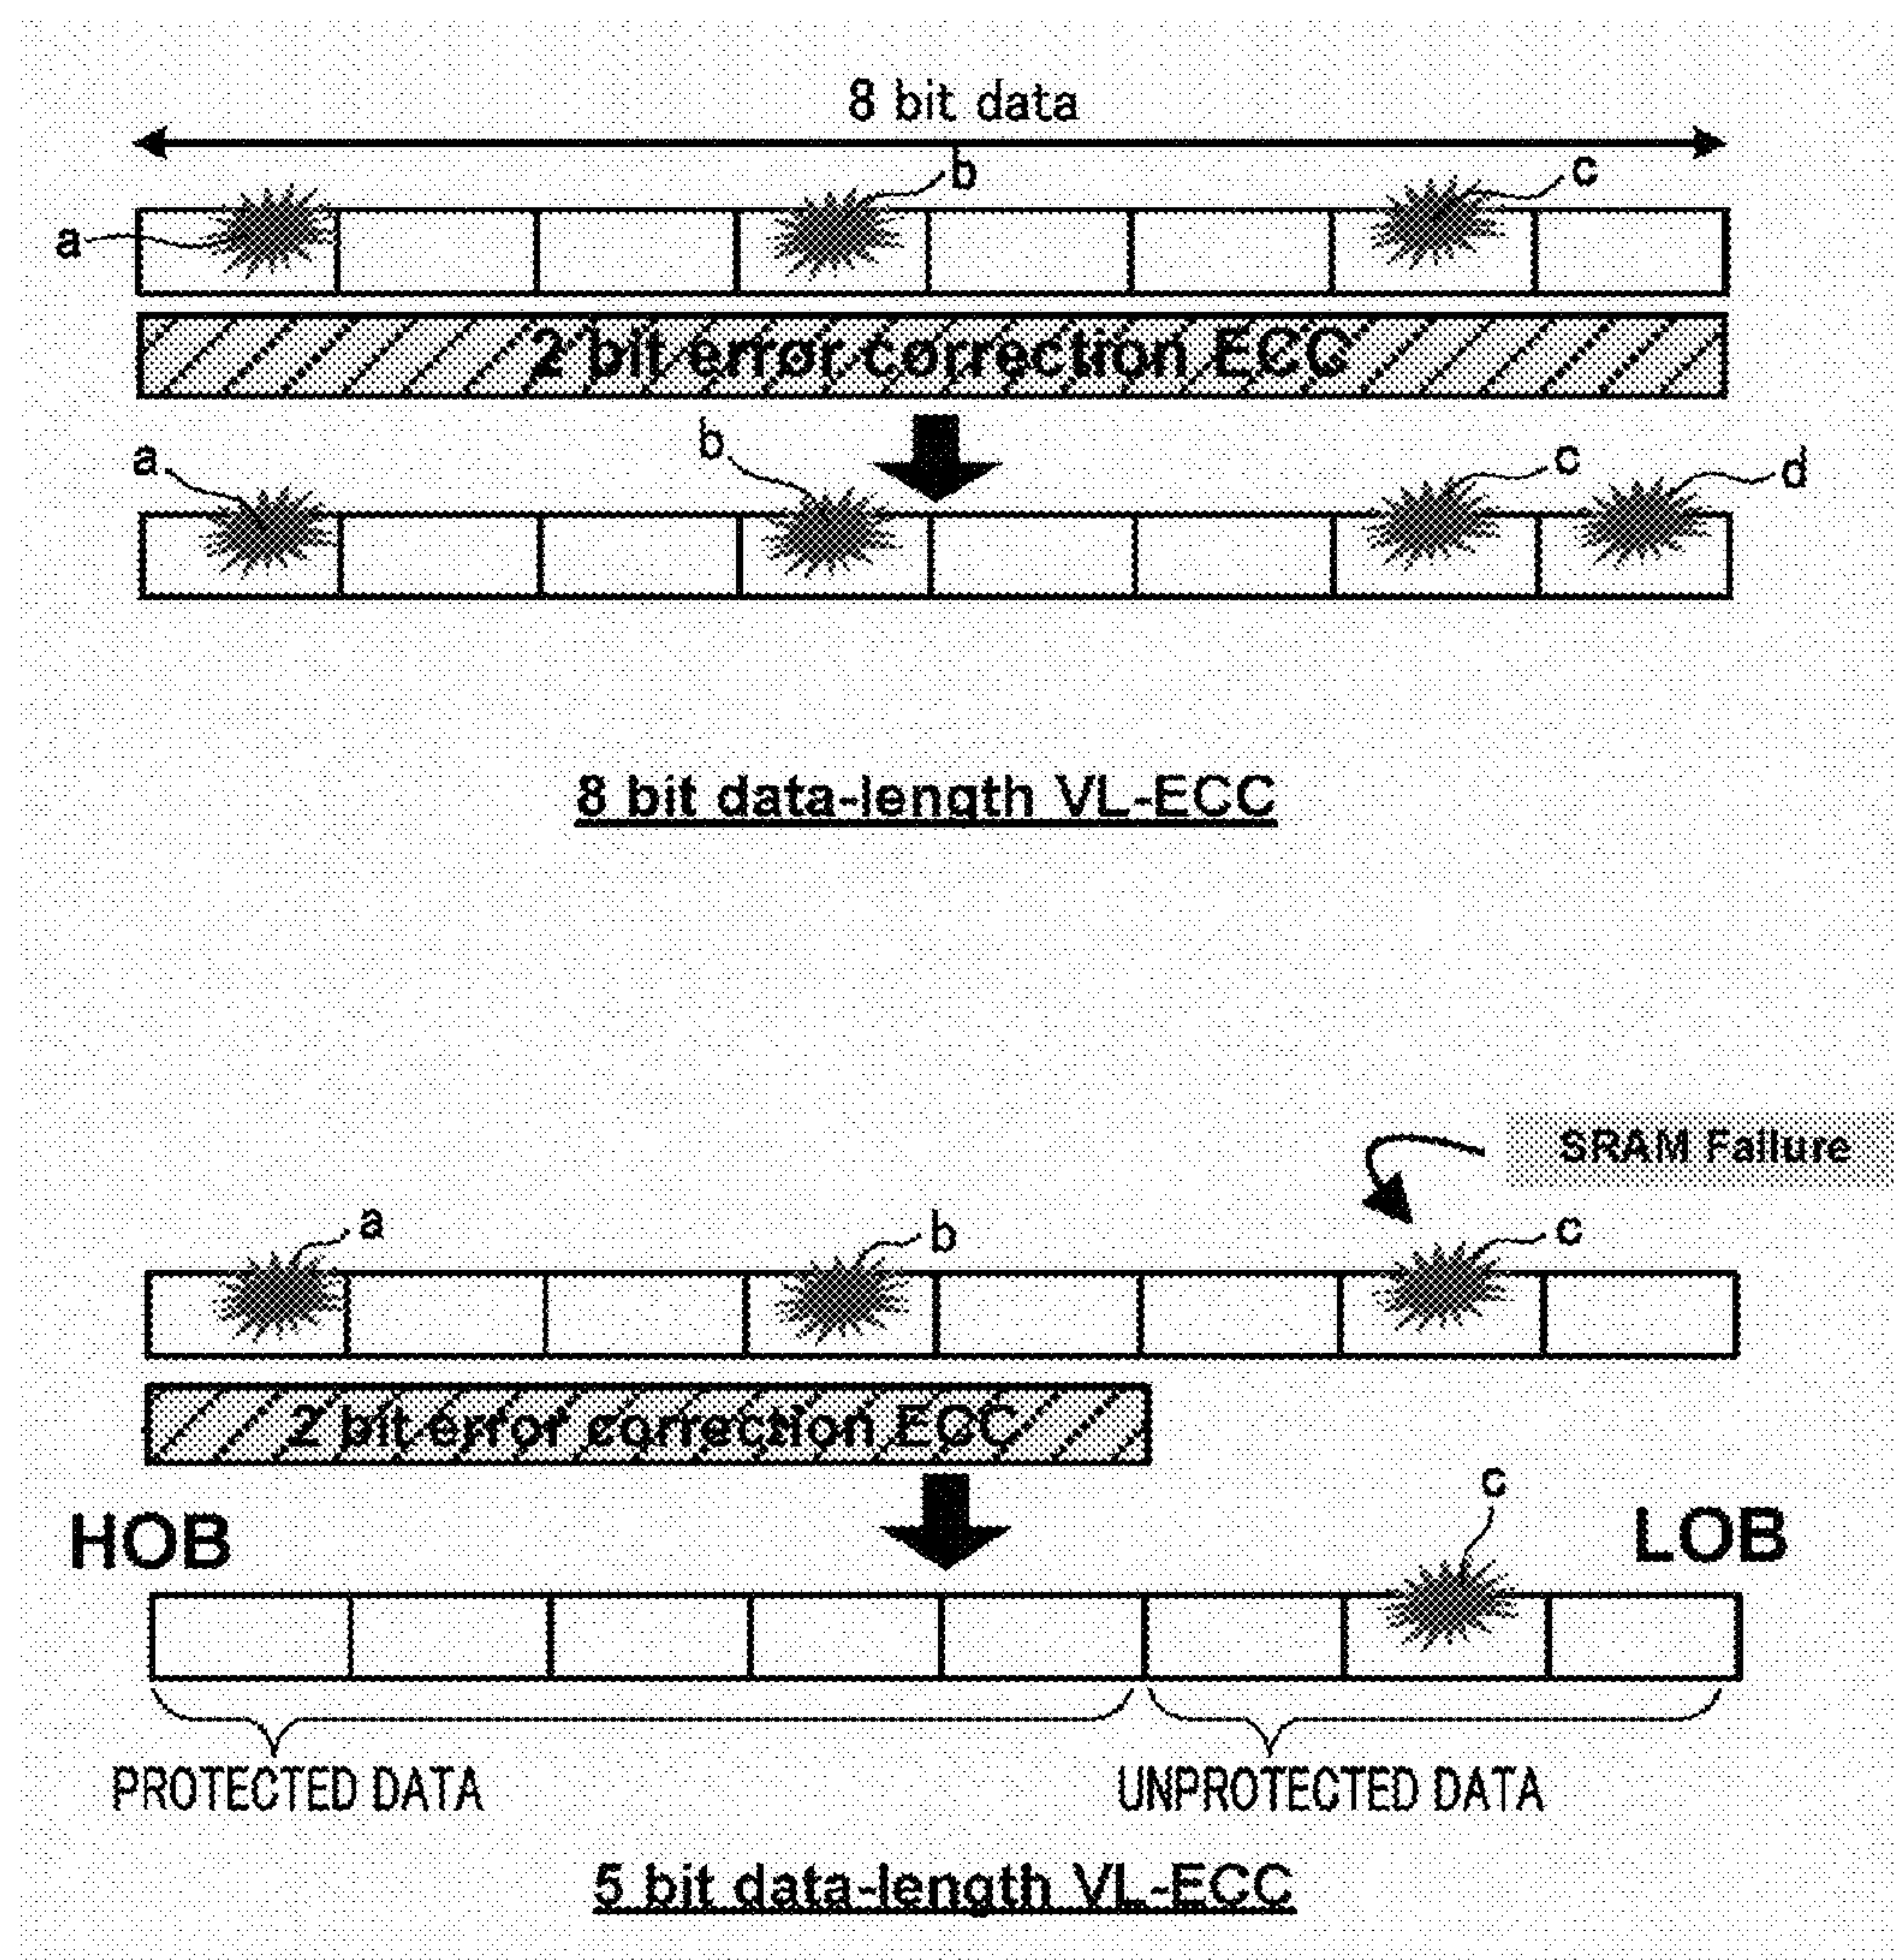 8 bit data
b
c
a
2 bit error correction ECC
a
b
c
d
8 bit data-length VL-ECC
SRAM Failure
a
b
c
2 bit error correction ECC
c
HOB
LOB
PROTECTED DATA
UNPROTECTED DATA
5 bit data-length VL-ECC